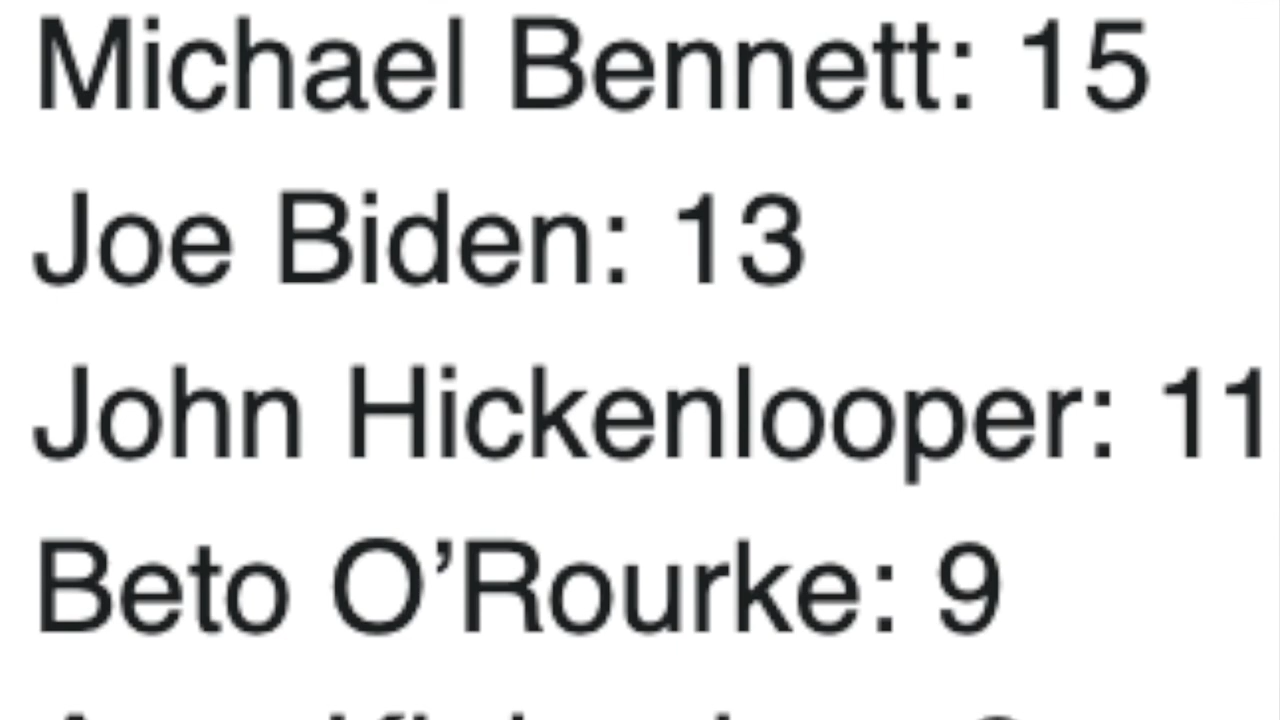 Michael Bennett: 15
Joe Biden: 13
John Hickenlooper: 11
Beto O’Rourke: 9